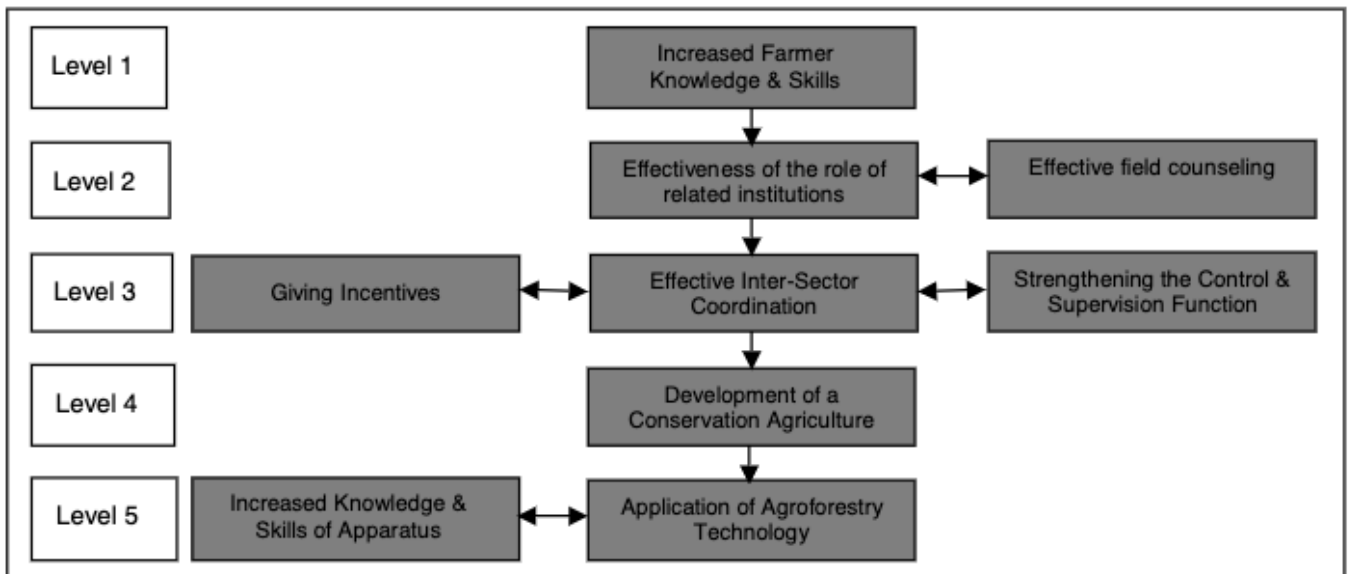 Level 1
Increased Farmer
Knowledge & Skills
Level 2
Effectiveness of the role of
related institutions
Effective field counseling
Level 3
Giving Incentives
Effective Inter-Sector
Coordination
Strengthening the Control &
Supervision Function
Level 4
Development of a
Conservation Agriculture
Level 5
Increased Knowledge &
Skills of Apparatus
Application of Agroforestry
Technology